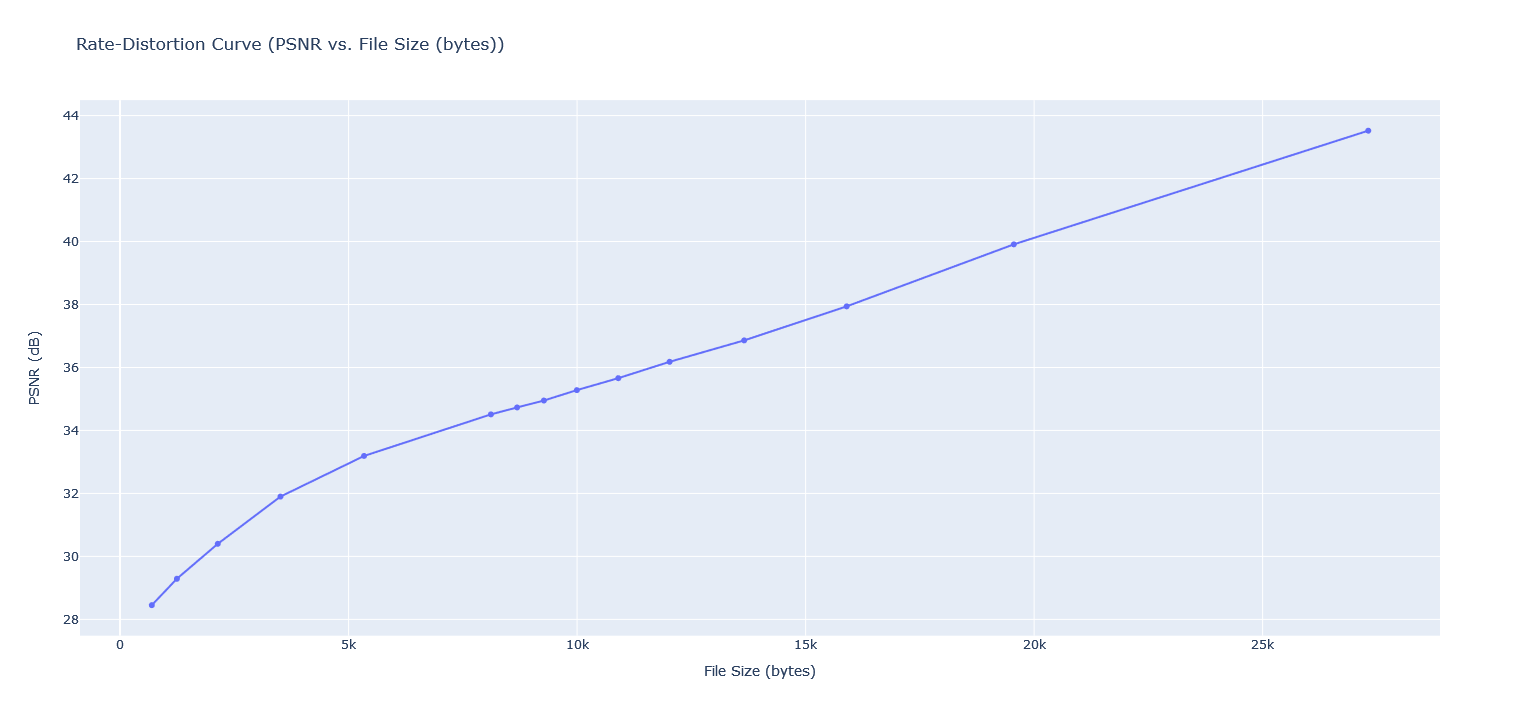 Rate-Distortion Curve (PSNR vs. File Size (bytes))
44
42
40
38
36
34
32
30
28
PSNR (dB)
0 5k 10k 15k 20k 25k
File Size (bytes)